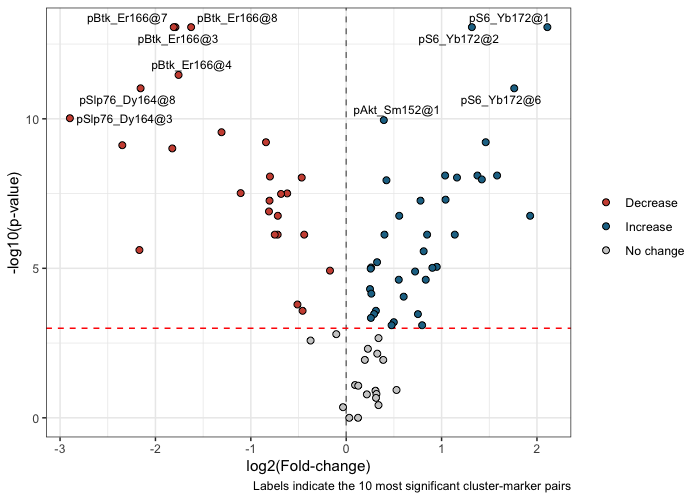 pBtk_Er166@7
pBtk_Er166@8
pS6_Yb172@1
pBtk_Er166@3
pS6_Yb172@2
pBtk_Er166@4
pSlp76_Dy164@8
pS6_Yb172@6
pSlp76_Dy164@3
pAkt_Sm152@1
10
5
0
-log10(p-value)
-3
-2
-1
0
1
2
log2(Fold-change)
Decrease
Increase
No change
Labels indicate the 10 most significant cluster-marker pairs